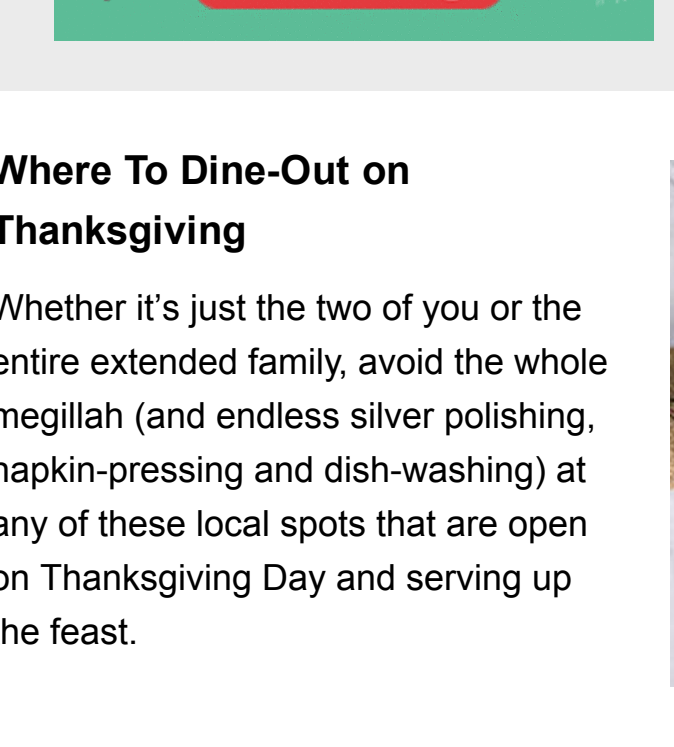 Where To Dine-Out on
Thanksgiving
Whether it’s just the two of you or the
entire extended family, avoid the whole
megillah (and endless silver polishing,
napkin-pressing and dish-washing) at
any of these local spots that are open
on Thanksgiving Day and serving up
the feast.